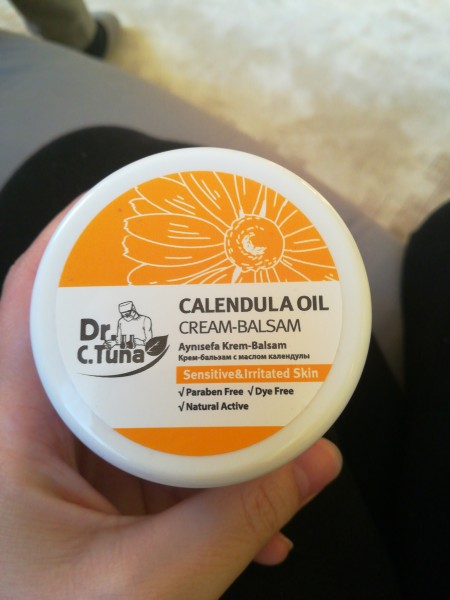 Dr.
C.Tuna
CALENDULA OIL
CREAM-BALSAM
Aynısefa Krem-Balsam
Крем-бальзам с маслом календулы
Sensitive&Irritated Skin
√ Paraben Free √ Dye Free
√ Natural Active